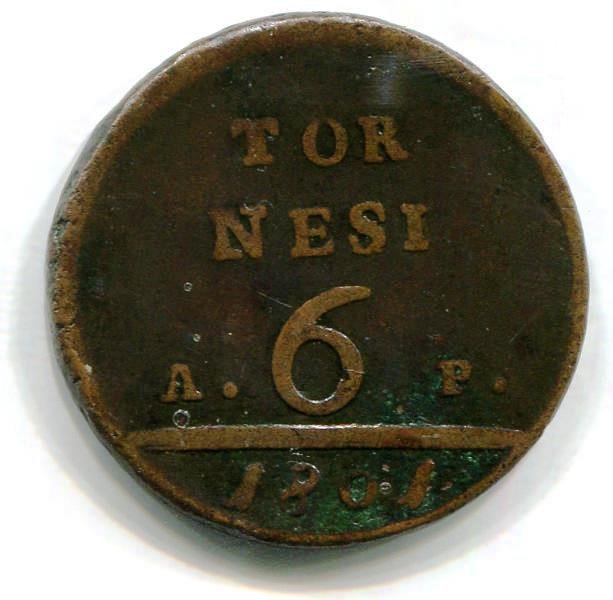 TOR
NESI
A. 6 P.
1801.